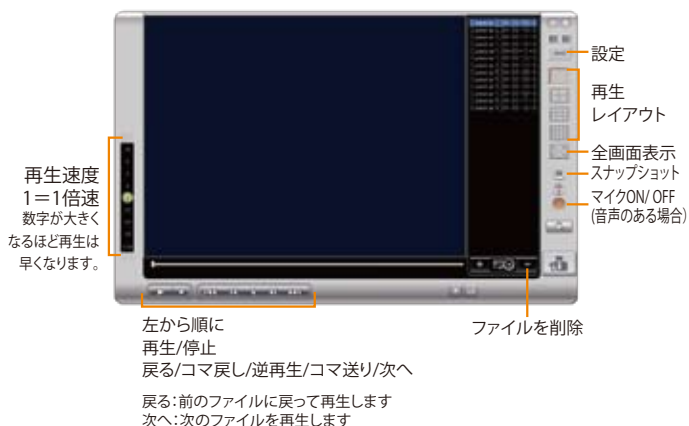 設定
再生
レイアウト
全画面表示
スナップショット
マイクON/ OFF
(音声のある場合)
再生速度
1＝1倍速
数字が大きく
なるほど再生は
早くなります。
左から順に
再生/停止
戻る/コマ戻し/逆再生/コマ送り/次へ
ファイルを削除
戻る：前のファイルに戻って再生します
次へ：次のファイルを再生します